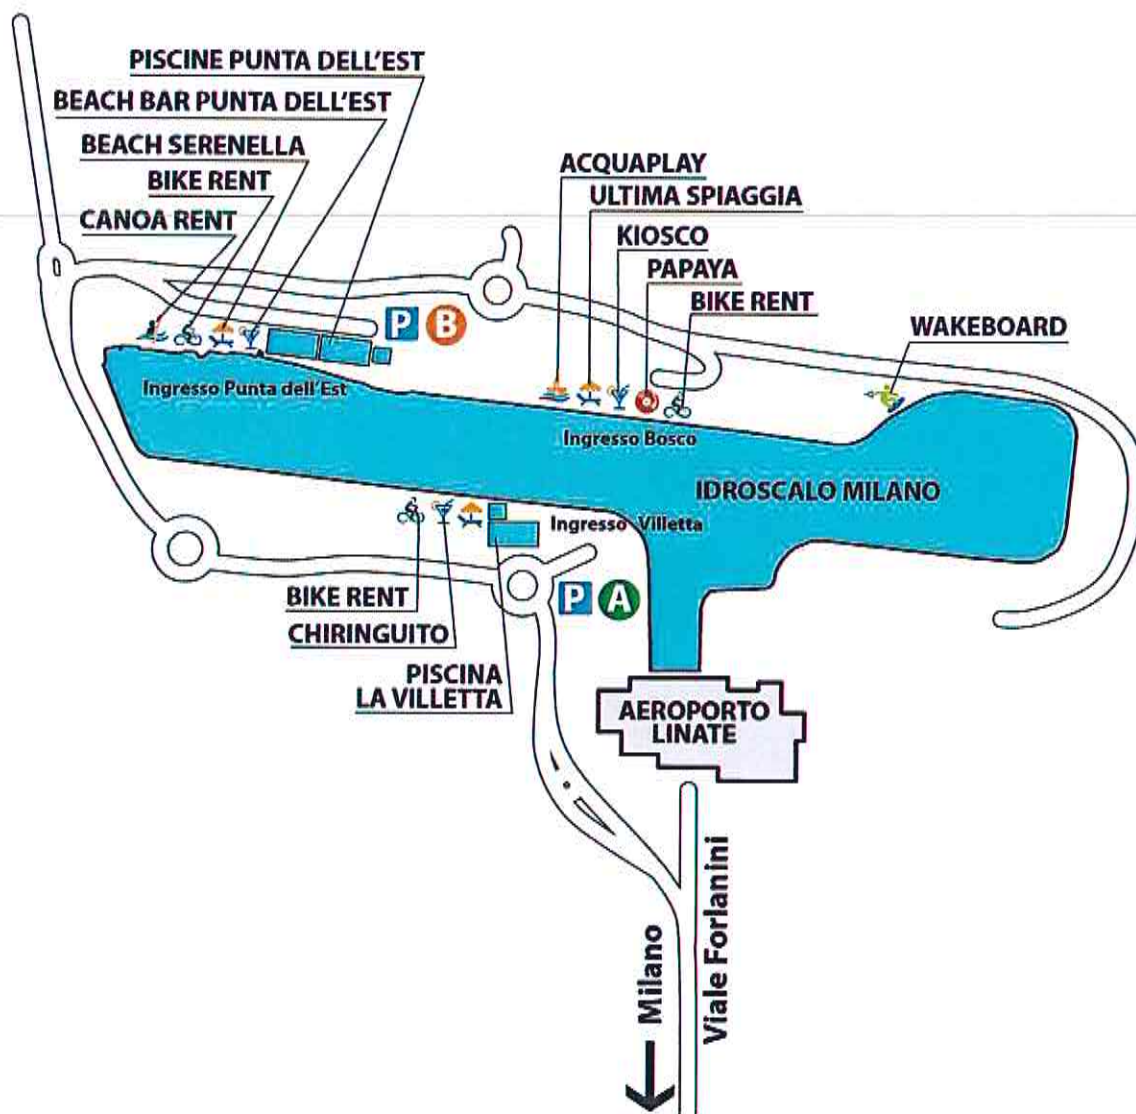 PISCINE PUNTA DELL'EST
BEACH BAR PUNTA DELL'EST
BEACH SERENELLA
BIKE RENT
CANOA RENT
ACQUAPLAY
ULTIMA SPIAGGIA
KIOSCO
PAPAYA
BIKE RENT
WAKEBOARD
P B
Ingresso Punta dell'Est
Ingresso Bosco
IDROSCALO MILANO
Ingresso Villetta
P A
BIKE RENT
CHIRINGUITO
PISCINA
LA VILLETTA
AEROPORTO
LINATE
Milano
Viale Forlanini